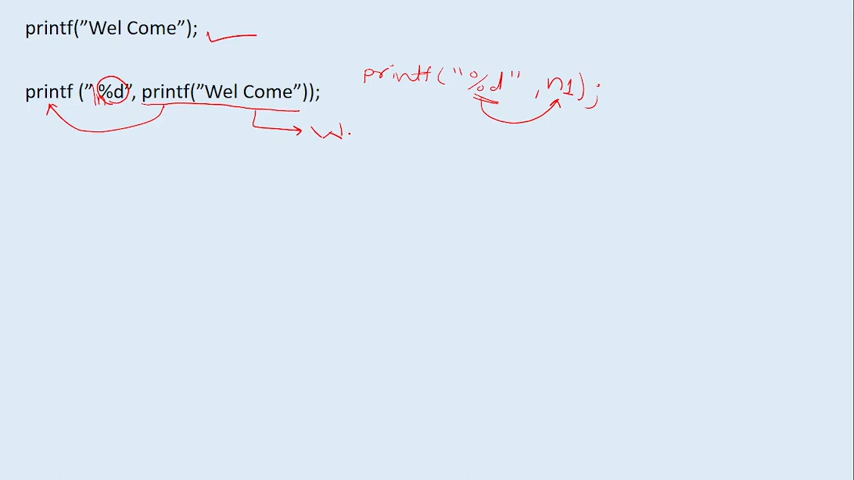 printf(”Wel Come”);
printf (” %d”, printf(”Wel Come”));
printf("%d" , n1);
W.